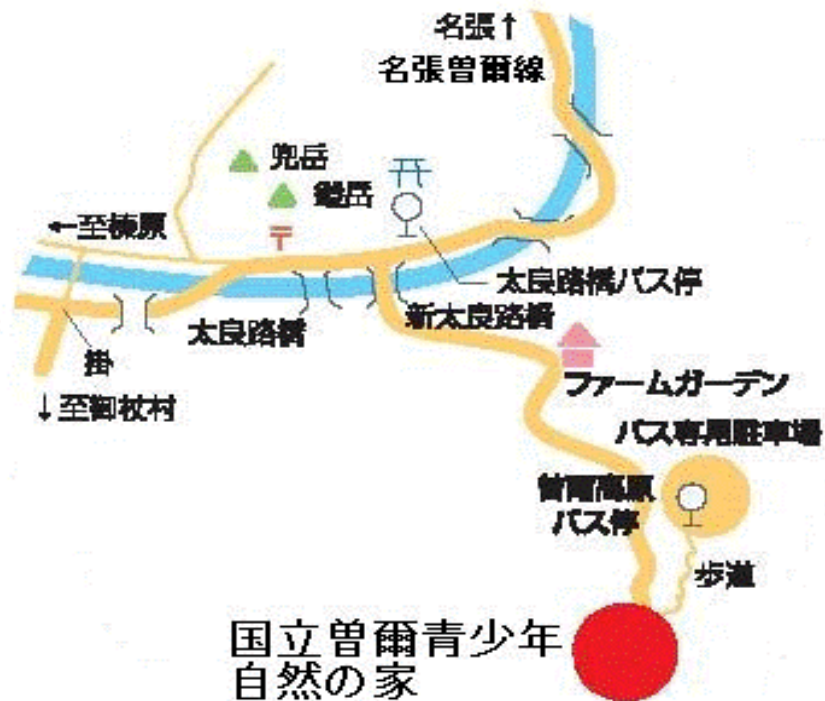 名張↑
名張曽爾線
兜岳
鎧岳
〒
←至榛原
太良路橋バス停
太良路橋
新太良路橋
掛
↓至御杖村
ファームガーデン
バス専用駐車場
曽爾高原
バス停
歩道
国立曽爾青少年
自然の家